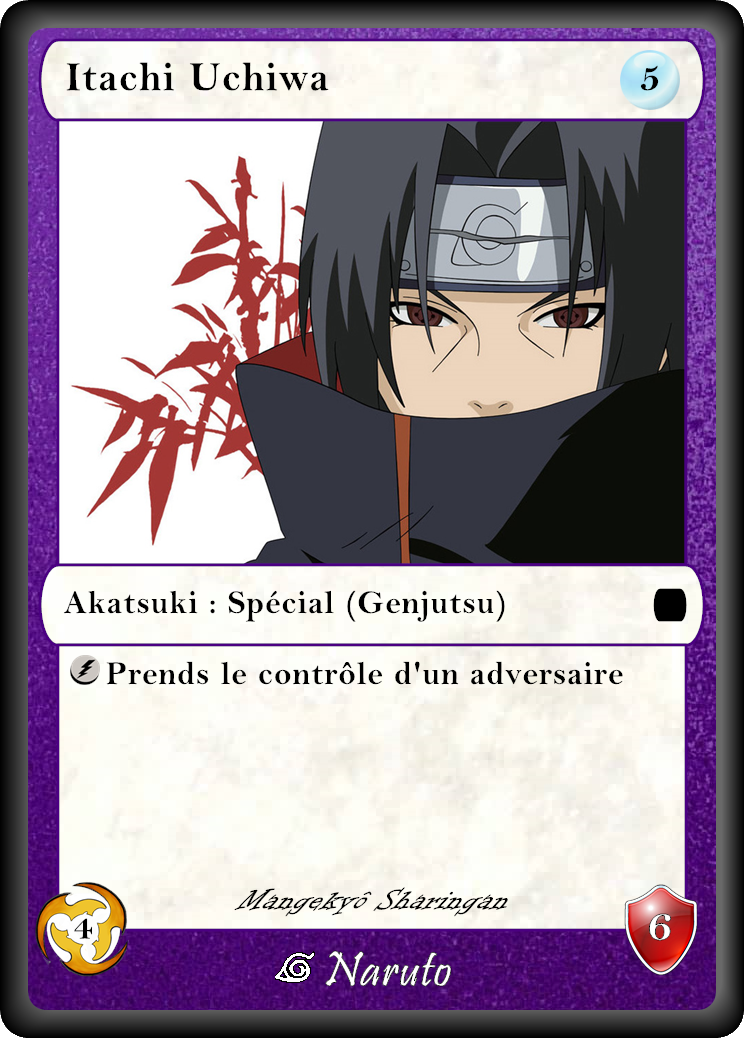 Itachi Uchiwa
5
Akatsuki : Spécial (Genjutsu)
Prends le contrôle d'un adversaire
Mangekyô Sharingan
4
6
Naruto